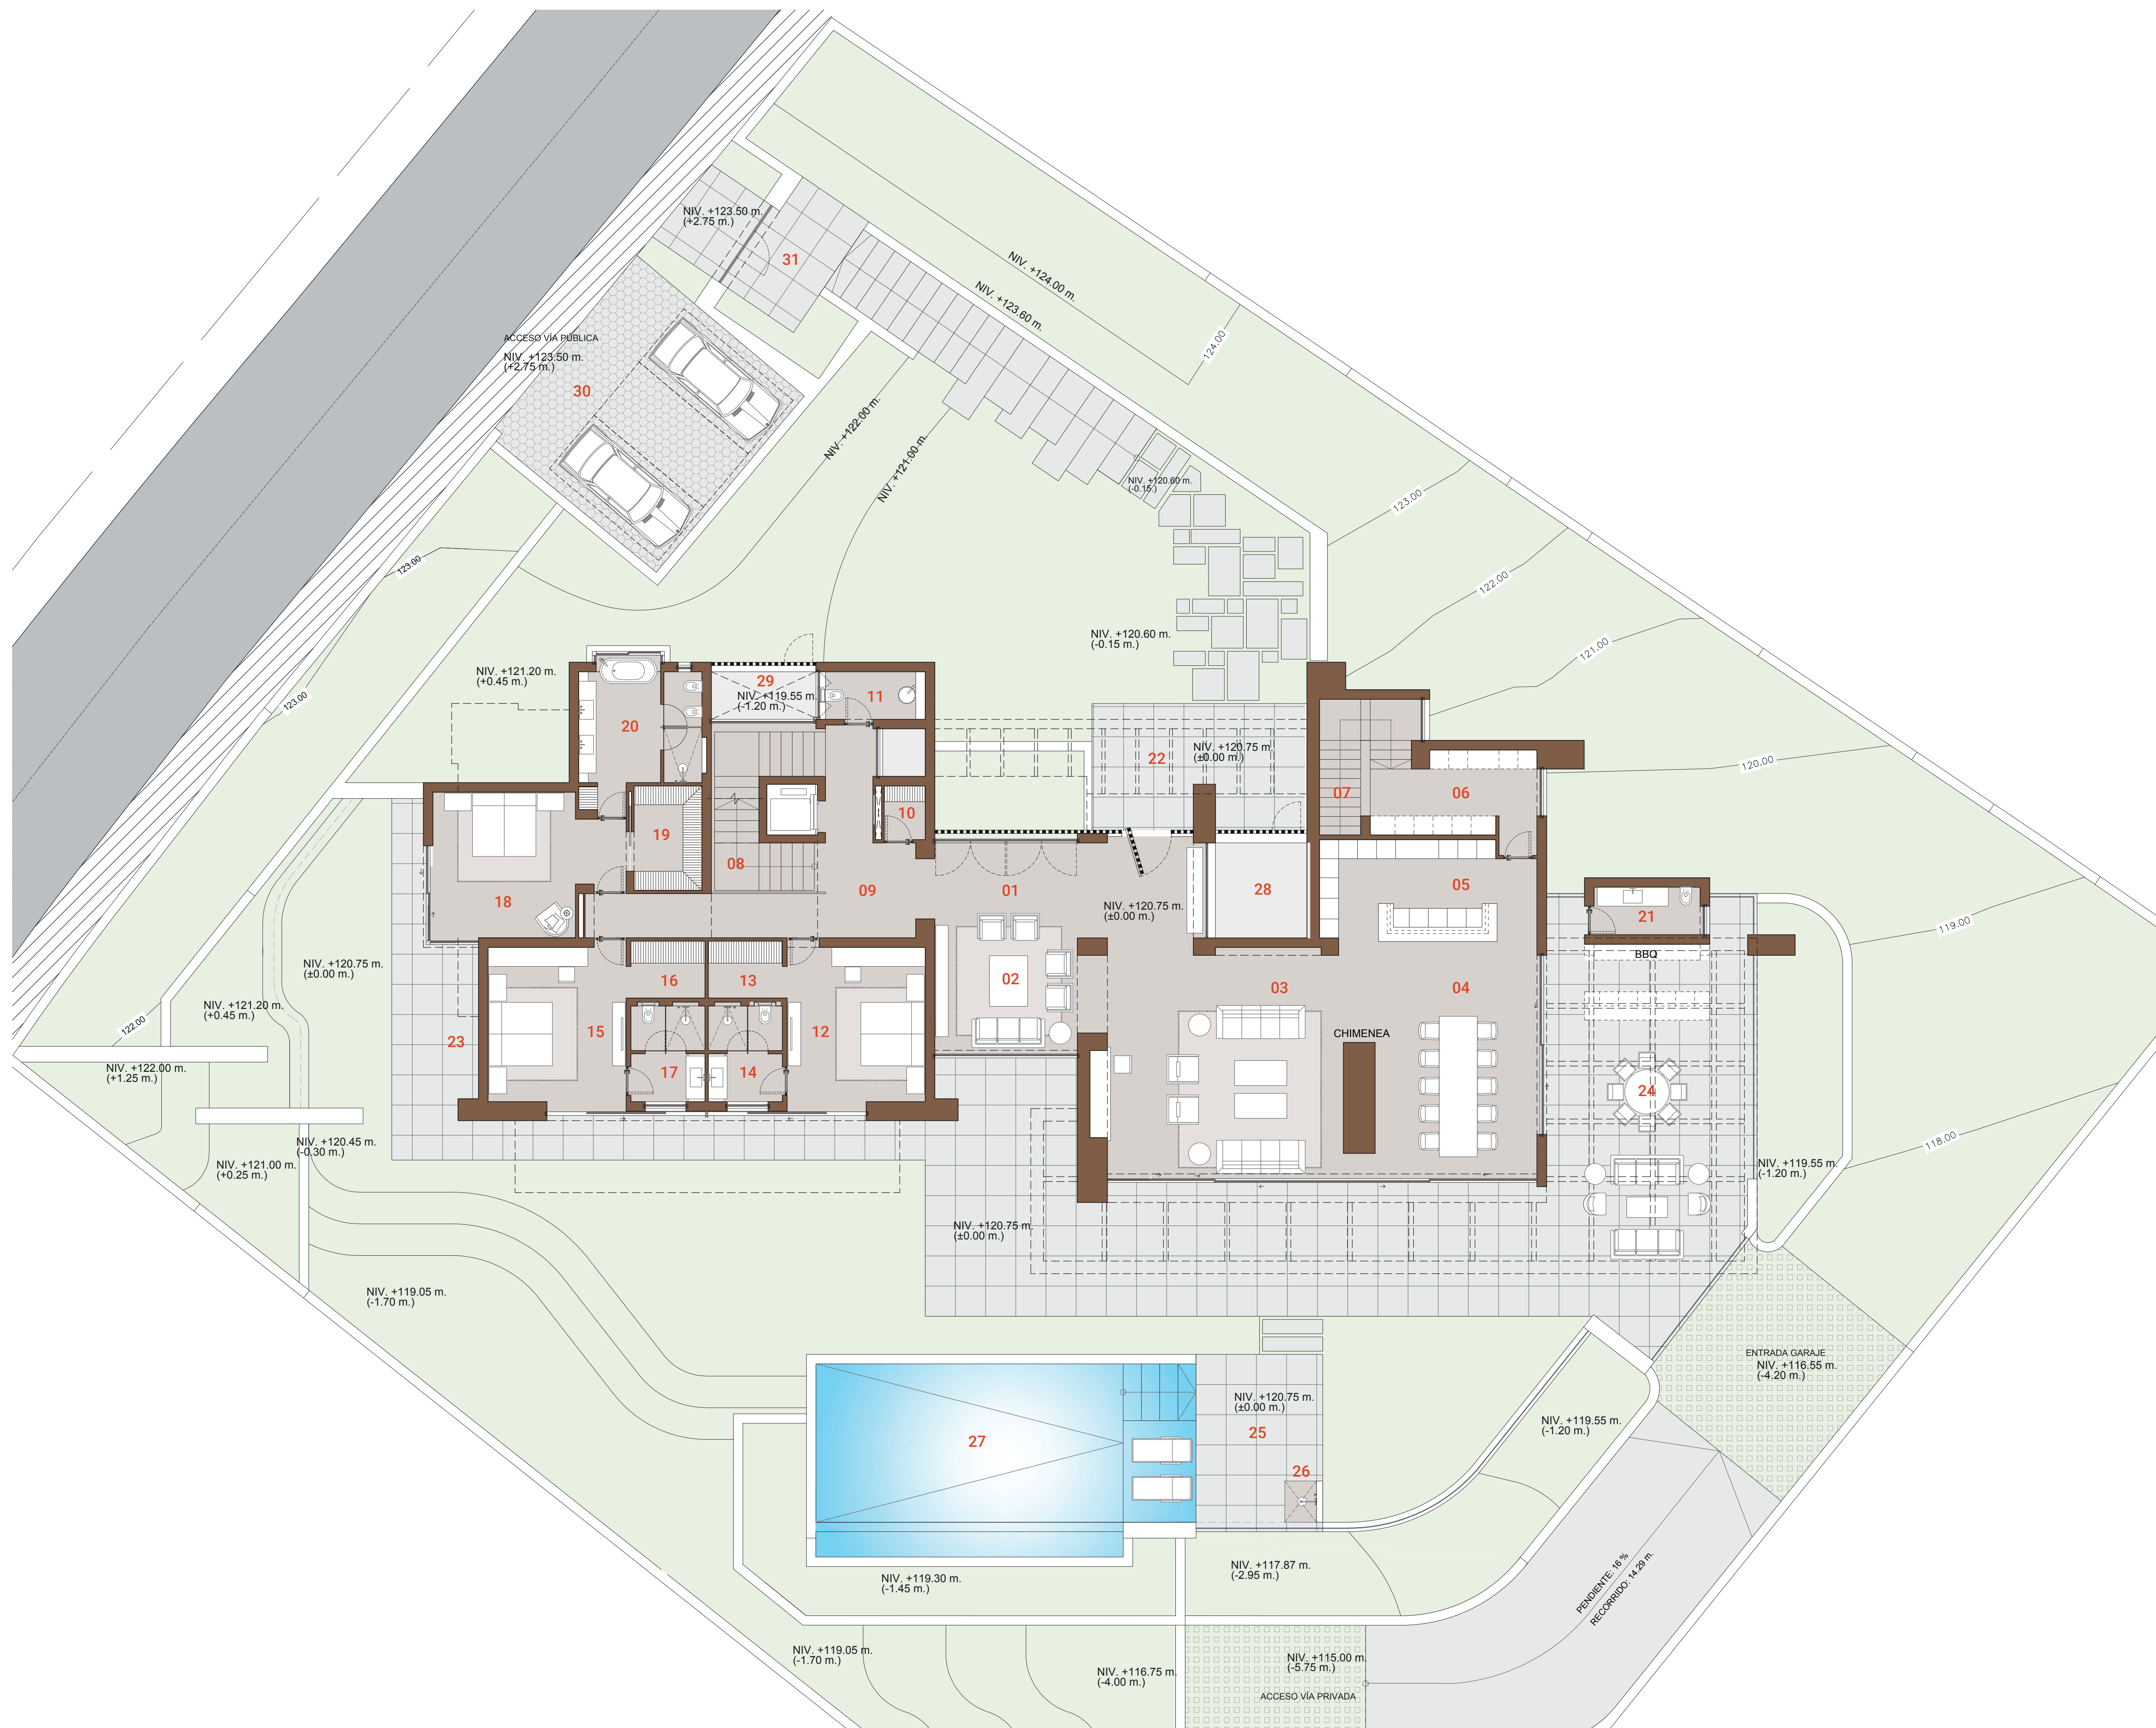 NIV. +123.50 m.
(+2.75 m.)
31
NIV. +124.00 m.
NIV. +123.60 m.
124.00
ACCESO VÍA PÚBLICA
NIV. +123.50 m.
(+2.75 m.)
30
NIV. +122.00 m.
NIV. +121.00 m.
NIV. +120.60 m.
(-0.15)
123.00
123.00
122.00
NIV. +120.60 m.
(-0.15 m.)
121.00
NIV. +121.20 m.
(+0.45 m.)
123.00
29
NIV. +119.55 m.
(-1.20 m.)
11
20
22
NIV. +120.75 m.
(±0.00 m.)
120.00
07
06
10
19
08
09
01
28
05
18
NIV. +120.75 m.
(±0.00 m.)
21
119.00
BBQ
NIV. +120.75 m.
(±0.00 m.)
16
13
02
03
04
NIV. +121.20 m.
(+0.45 m.)
122.00
23
15
12
CHIMENEA
NIV. +122.00 m.
(+1.25 m.)
17
14
24
118.00
NIV. +120.45 m.
(-0.30 m.)
NIV. +121.00 m.
(+0.25 m.)
NIV. +119.55 m.
(-1.20 m.)
NIV. +120.75 m.
(±0.00 m.)
NIV. +119.05 m.
(-1.70 m.)
ENTRADA GARAJE
NIV. +116.55 m.
(-4.20 m.)
NIV. +120.75 m.
(±0.00 m.)
25
27
26
NIV. +119.55 m.
(-1.20 m.)
NIV. +117.87 m.
(-2.95 m.)
NIV. +119.30 m.
(-1.45 m.)
PENDIENTE: 16 %
RECORRIDO: 14.29 m.
NIV. +119.05 m.
(-1.70 m.)
NIV. +116.75 m.
(-4.00 m.)
NIV. +115.00 m.
(-5.75 m.)
ACCESO VÍA PRIVADA